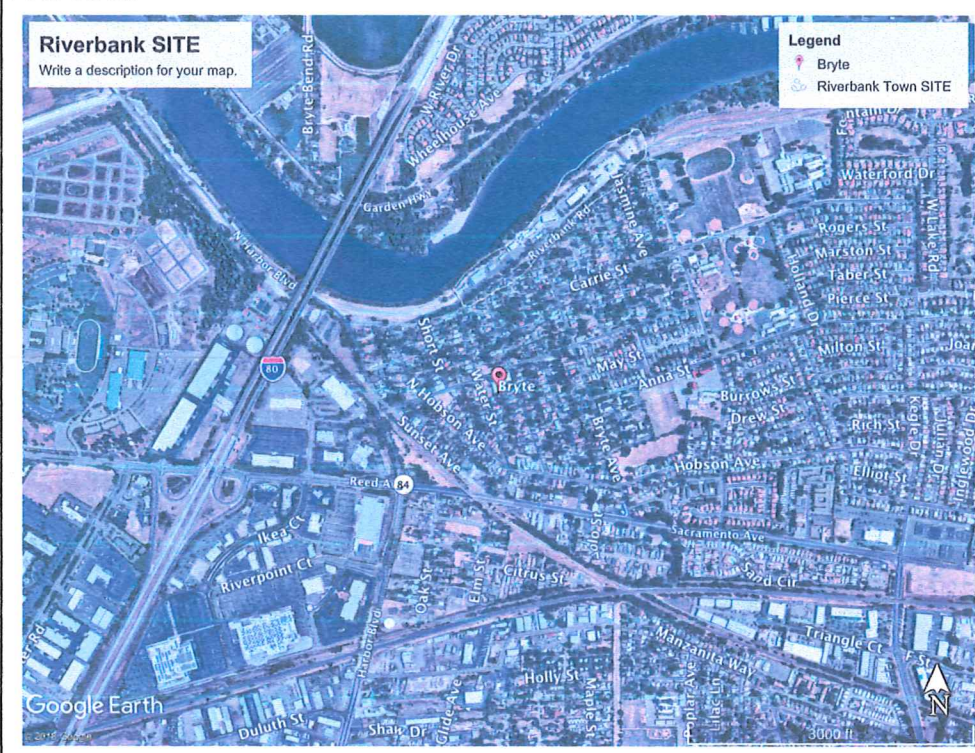 Riverbank SITE
Write a description for your map.
Legend
Bryte
Riverbank Town SITE
Bryte Bend Rd
Wheelhouse Ave
Garden Hwy
N Harbor Blvd
Riverbank Rd
Jasmine Ave
Carrie St
Waterford Dr
W Lake Rd
Rogers St
Marston St
Taber St
Pierce St
Holland Dr
Milton St
Short St
80
Water St
Bryte
May St
Anna St
Burrows St
Drew St
Rich St
Kegle Dr
N Hobson Ave
Sunset Ave
Bryte Ave
Hobson Ave
Elliot St
Reed A
84
Sacramento Ave
Ikea Ct
Riverpoint Ct
Oak St
Elm St
Citrus St
Sand Cir
Harbor Blvd
Triangle Ct
Manzanita Way
Holly St
Maple St
Poplar Ave
Lilac Ln
Duluth St
Shaw Dr
Glide Ave
Google Earth
N
3000 ft